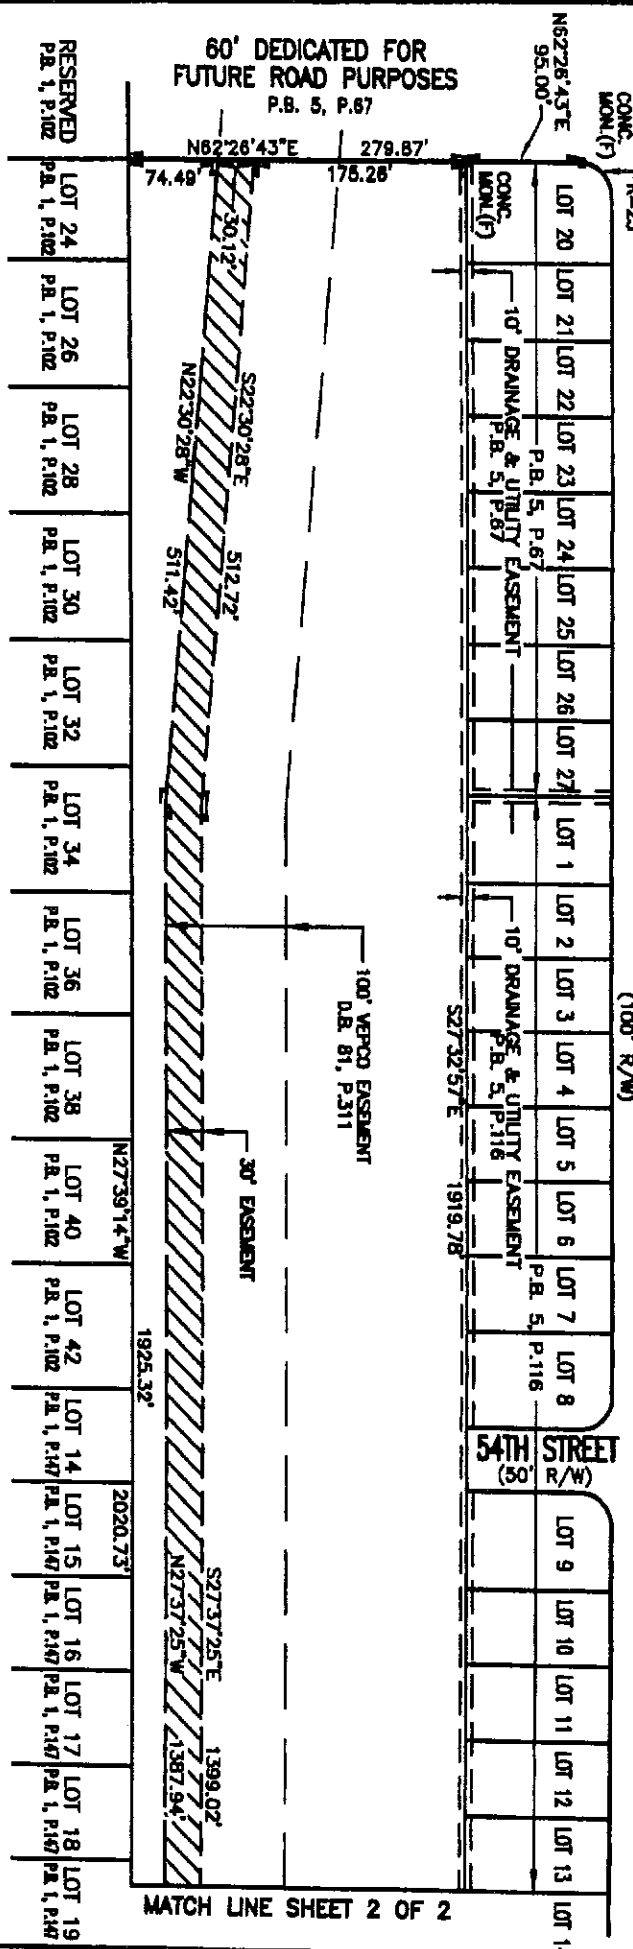 CONC.
MON.(F)
R=25
N62°26'43"E
95.00'
60' DEDICATED FOR
FUTURE ROAD PURPOSES
P.B. 5, P.67
N62°26'43"E
279.87'
74.49'
175.26'
30.12'
CONC.
MON.(F)
(100' R/W)
LOT 20
LOT 21
LOT 22
LOT 23
LOT 24
LOT 25
LOT 26
LOT 27
P.B. 5, P.67
10' DRAINAGE & UTILITY EASEMENT
P.B. 5, P.67
LOT 1
LOT 2
LOT 3
LOT 4
LOT 5
LOT 6
LOT 7
LOT 8
P.B. 5, P.116
10' DRAINAGE & UTILITY EASEMENT
P.B. 5, P.116
S27°32'57"E
1919.78'
54TH STREET
(50' R/W)
LOT 9
LOT 10
LOT 11
LOT 12
LOT 13
S22°30'28"E
512.72'
N22°30'28"W
511.42'
100' VEPCO EASEMENT
D.B. 81, P.311
30' EASEMENT
S27°37'25"E
1399.02'
N27°37'25"W
1387.94'
N27°39'14"W
1925.32'
2020.73'
RESERVED
P.B. 1, P.102
LOT 24
P.B. 1, P.102
LOT 26
P.B. 1, P.102
LOT 28
P.B. 1, P.102
LOT 30
P.B. 1, P.102
LOT 32
P.B. 1, P.102
LOT 34
P.B. 1, P.102
LOT 36
P.B. 1, P.102
LOT 38
P.B. 1, P.102
LOT 40
P.B. 1, P.102
LOT 42
P.B. 1, P.102
LOT 14
P.B. 1, P.147
LOT 15
P.B. 1, P.147
LOT 16
P.B. 1, P.147
LOT 17
P.B. 1, P.147
LOT 18
P.B. 1, P.147
LOT 19
P.B. 1, P.147
MATCH LINE SHEET 2 OF 2